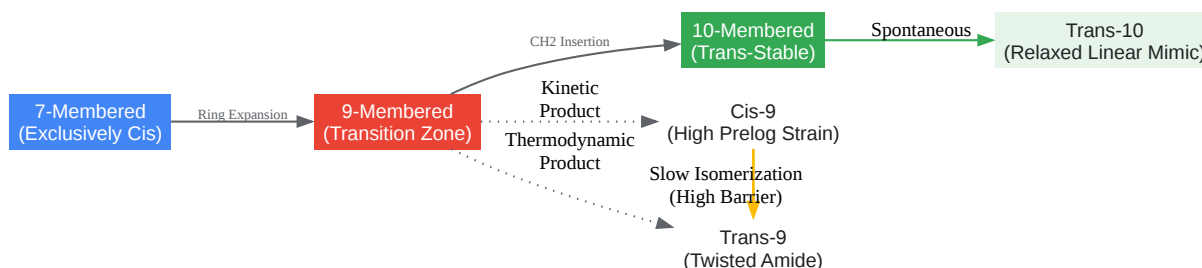 7-Membered
(Exclusively Cis)
Ring Expansion
9-Membered
(Transition Zone)
CH2 Insertion
10-Membered
(Trans-Stable)
Spontaneous
Trans-10
(Relaxed Linear Mimic)
Kinetic
Product
Cis-9
(High Prelog Strain)
Thermodynamic
Product
Slow Isomerization
(High Barrier)
Trans-9
(Twisted Amide)